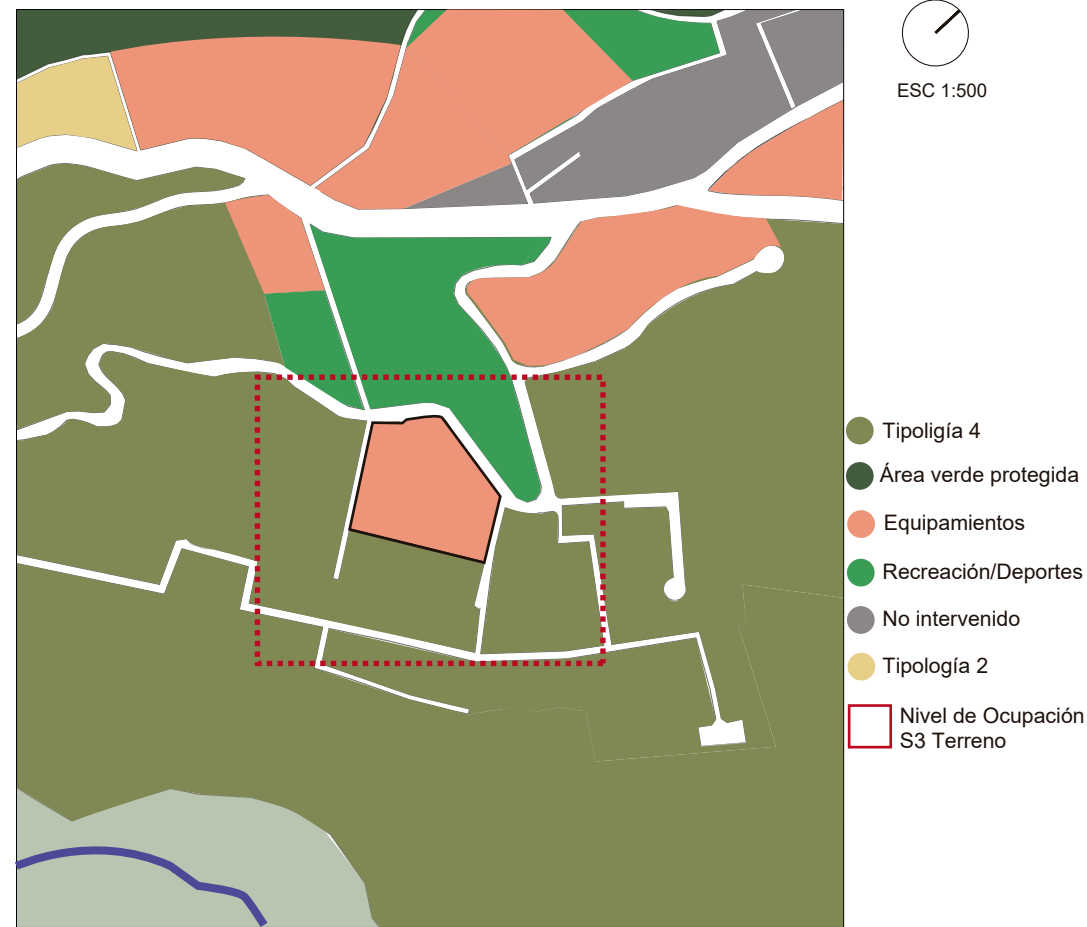 ESC 1:500
Tipoligía 4
Área verde protegida
Equipamientos
Recreación/Deportes
No intervenido
Tipología 2
Nivel de Ocupación
S3 Terreno